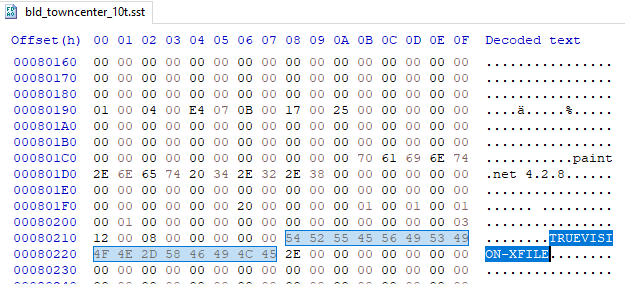 bld_towncenter_10t.sst
Offset(h) 00 01 02 03 04 05 06 07 08 09 0A 0B 0C 0D 0E 0F Decoded text
00080160 00 00 00 00 00 00 00 00 00 00 00 00 00 00 00 00 ................
00080170 00 00 00 00 00 00 00 00 00 00 00 00 00 00 00 00 ................
00080180 00 00 00 00 00 00 00 00 00 00 00 00 00 00 00 00 ................
00080190 01 00 04 00 E4 07 0B 00 17 00 25 00 00 00 00 00 ....ä.....%.....
000801A0 00 00 00 00 00 00 00 00 00 00 00 00 00 00 00 00 ................
000801B0 00 00 00 00 00 00 00 00 00 00 00 00 00 00 00 00 ................
000801C0 00 00 00 00 00 00 00 00 00 00 00 70 61 69 6E 74 ...........paint
000801D0 2E 6E 65 74 20 34 2E 32 2E 38 00 00 00 00 00 00 .net 4.2.8......
000801E0 00 00 00 00 00 00 00 00 00 00 00 00 00 00 00 00 ................
000801F0 00 00 00 00 00 00 20 00 00 00 00 01 00 01 00 01 ...... .........
00080200 00 01 00 00 00 00 00 00 00 00 00 00 00 00 00 03 ................
00080210 12 00 08 00 00 00 00 00 54 52 55 45 56 49 53 49 ........TRUEVISI
00080220 4F 4E 2D 58 46 49 4C 45 2E 00 00 00 00 00 00 00 ON-XFILE........
00080230 00 00 00 00 00 00 00 00 00 00 00 00 00 00 00 00 ................